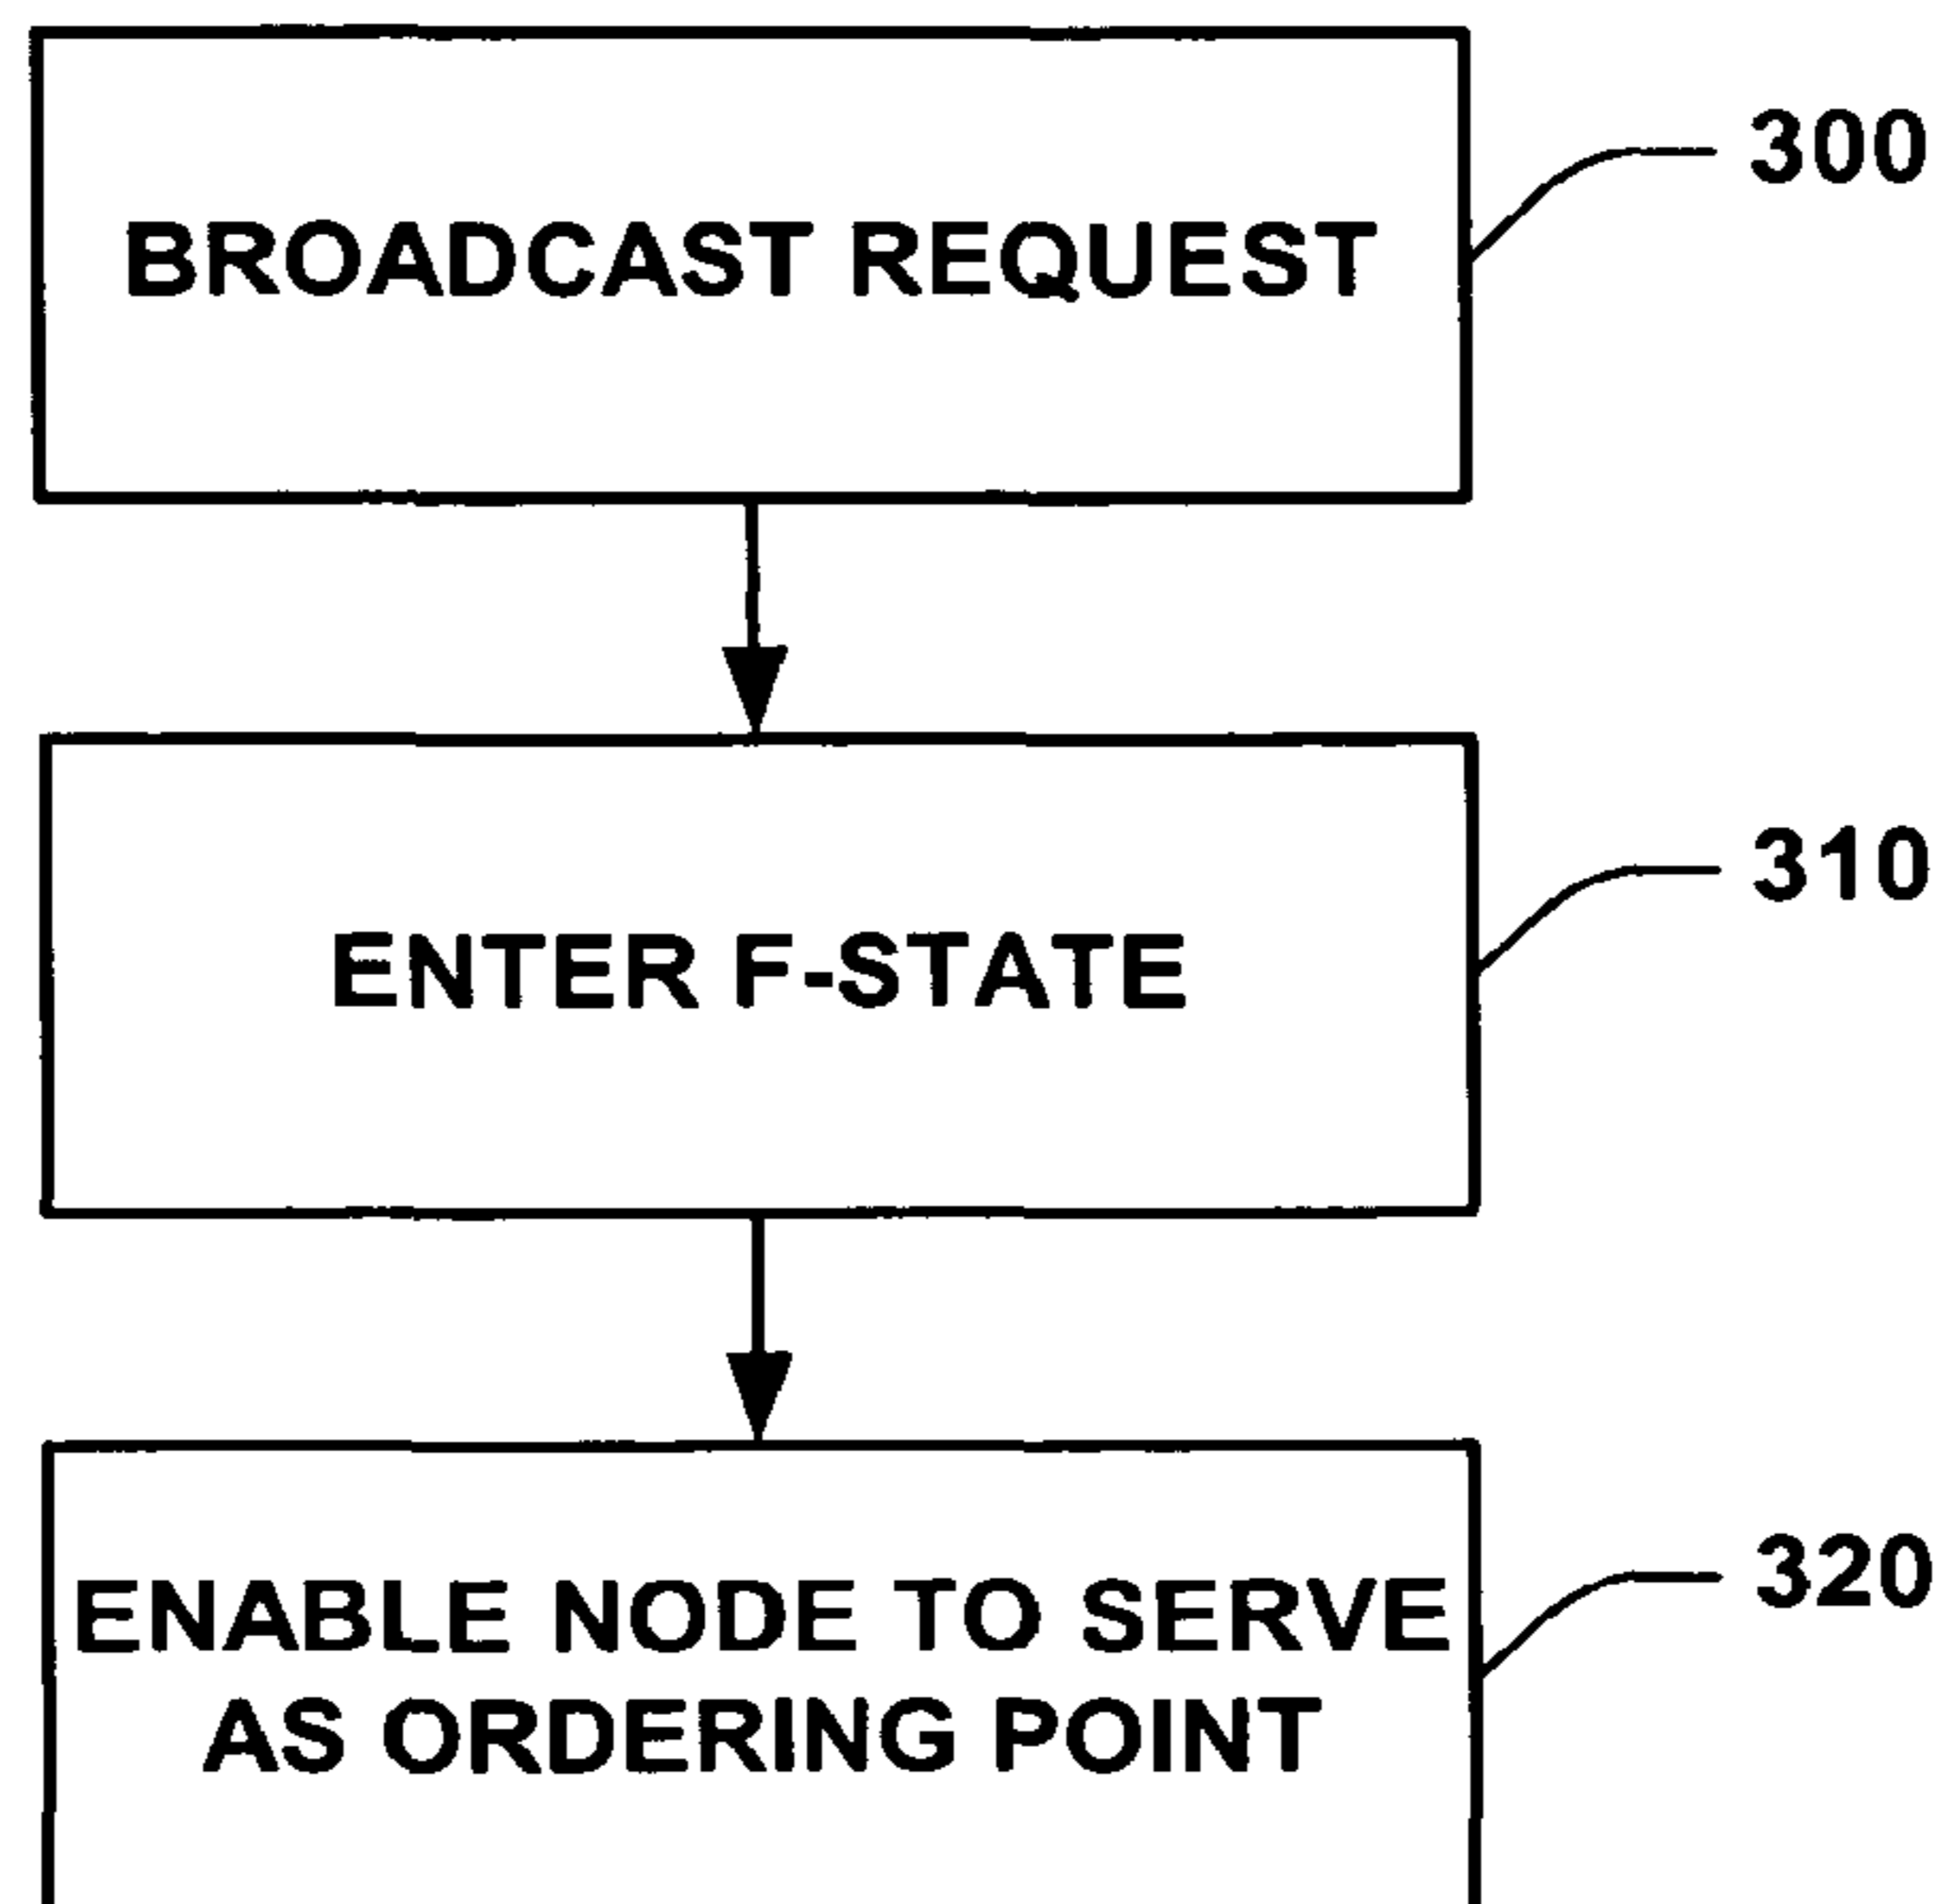 BROADCAST REQUEST
300
ENTER F-STATE
310
ENABLE NODE TO SERVE
AS ORDERING POINT
320